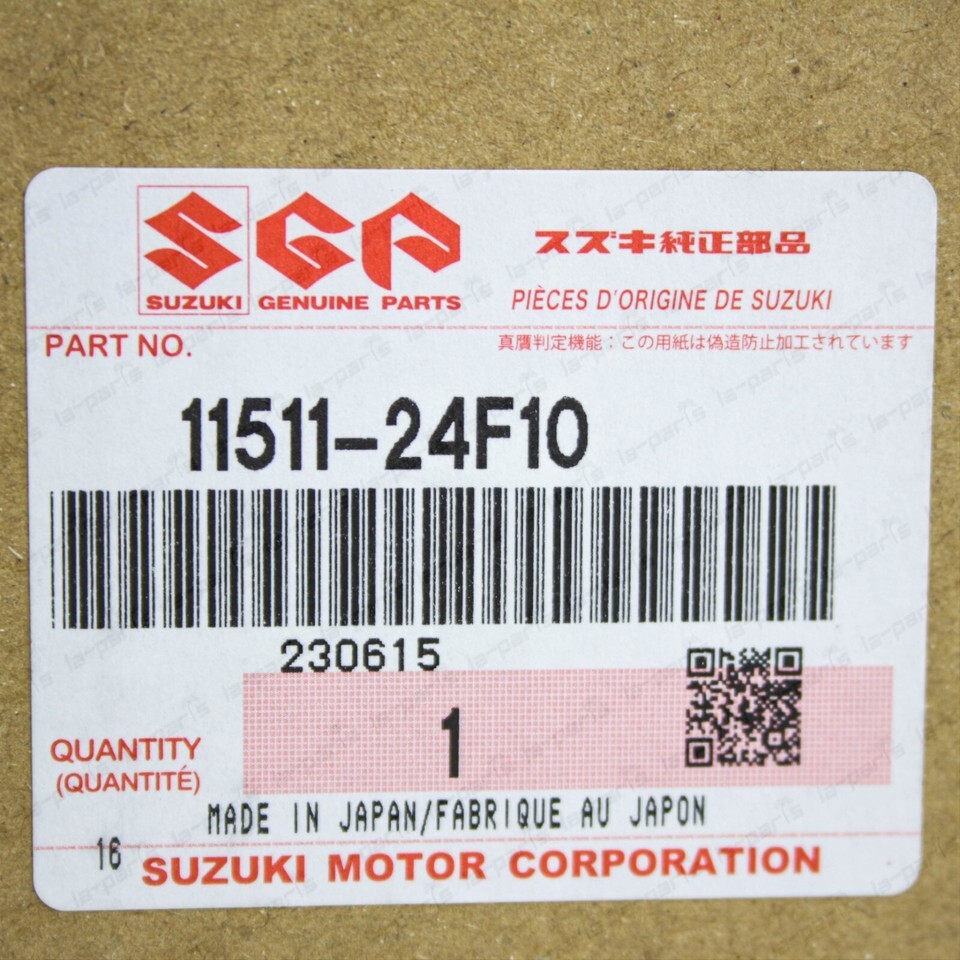 SGP
SUZUKI GENUINE PARTS
スズキ純正部品
PIÈCES D'ORIGINE DE SUZUKI
PART NO.
真贋判定機能：この用紙は偽造防止加工されています
11511-24F10
230615
1
QUANTITY
(QUANTITÉ)
MADE IN JAPAN/FABRIQUE AU JAPON
16
SUZUKI MOTOR CORPORATION
la-parts